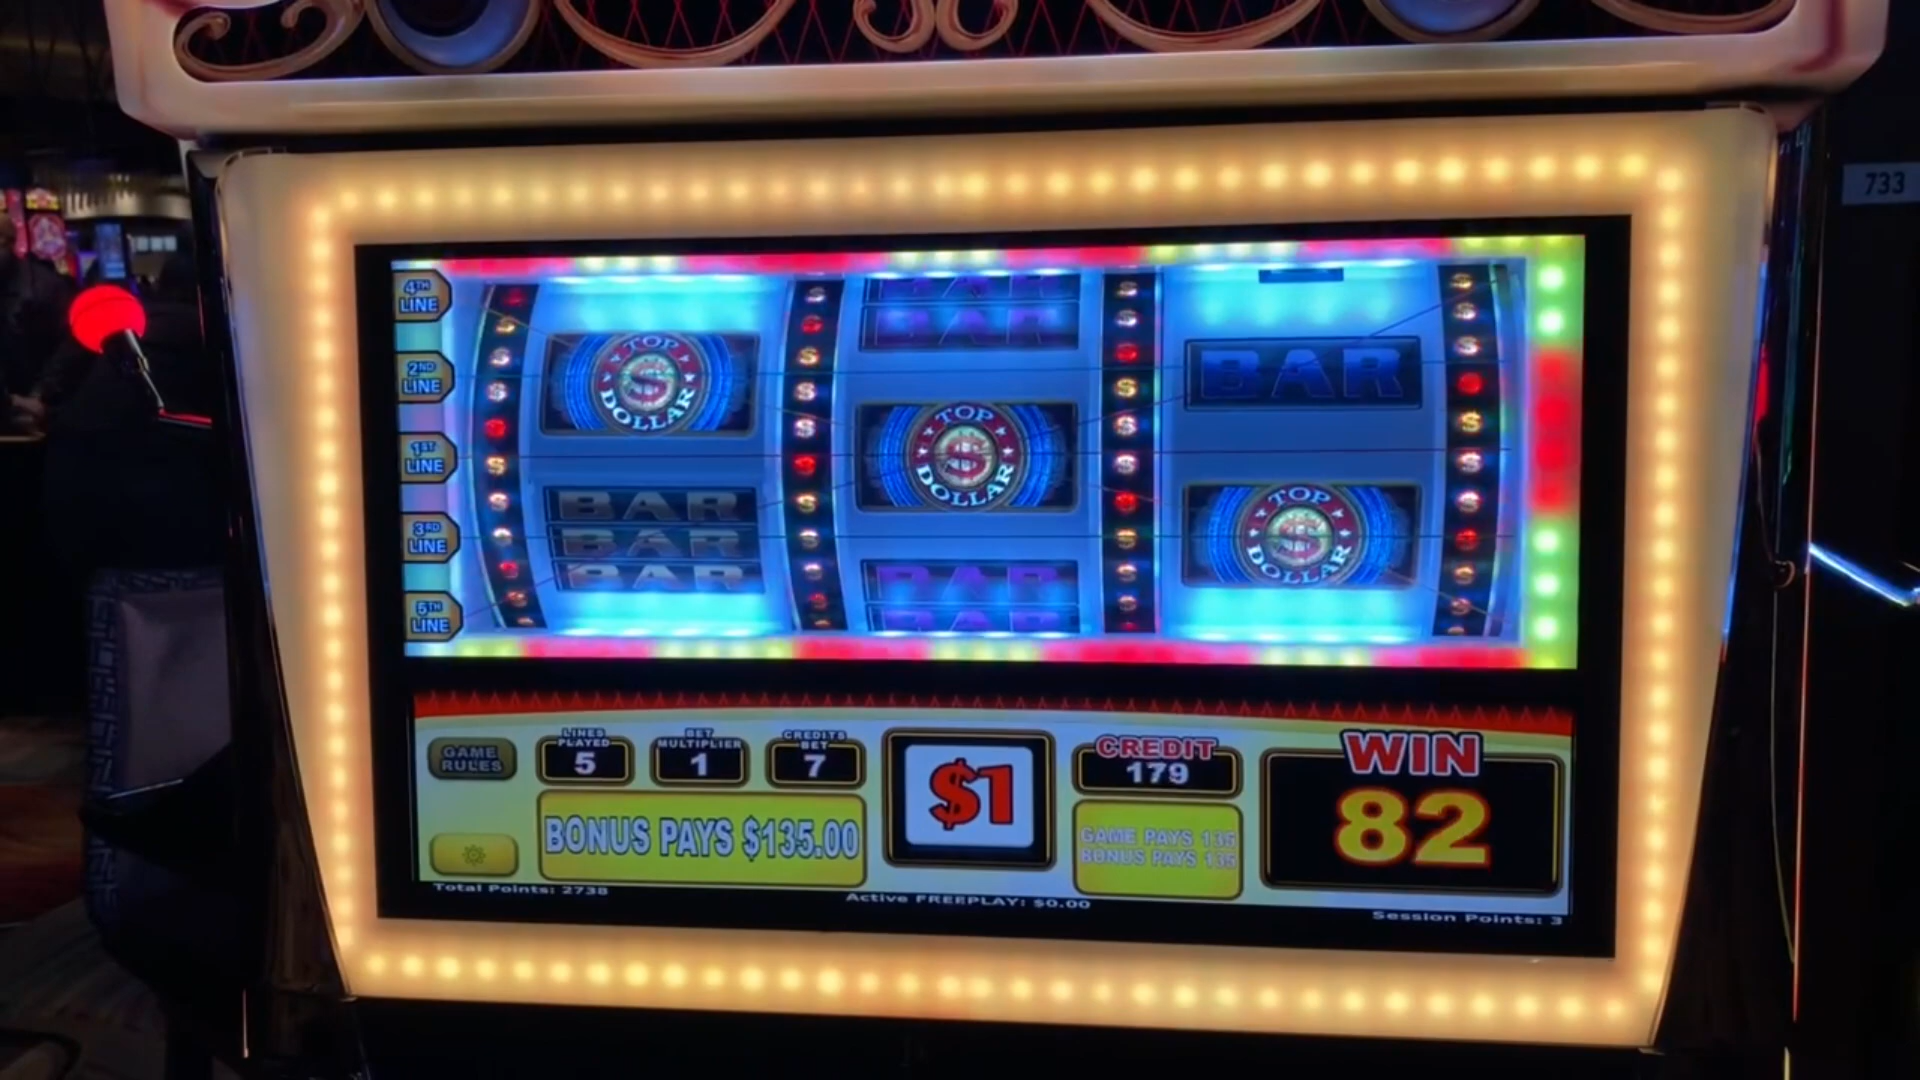 733
4TH LINE
2ND LINE
1ST LINE
3RD LINE
5TH LINE
TOP DOLLAR
$
BAR
BAR
BAR
BAR
BAR
TOP DOLLAR
$
BAR
BAR
BAR
TOP DOLLAR
$
GAME RULES
LINES PLAYED
5
BET MULTIPLIER
1
CREDITS BET
7
$1
CREDIT
179
WIN
82
BONUS PAYS $135.00
GAME PAYS 135
BONUS PAYS 135
Total Points: 2738
Active FREEPLAY: $0.00
Session Points: 3